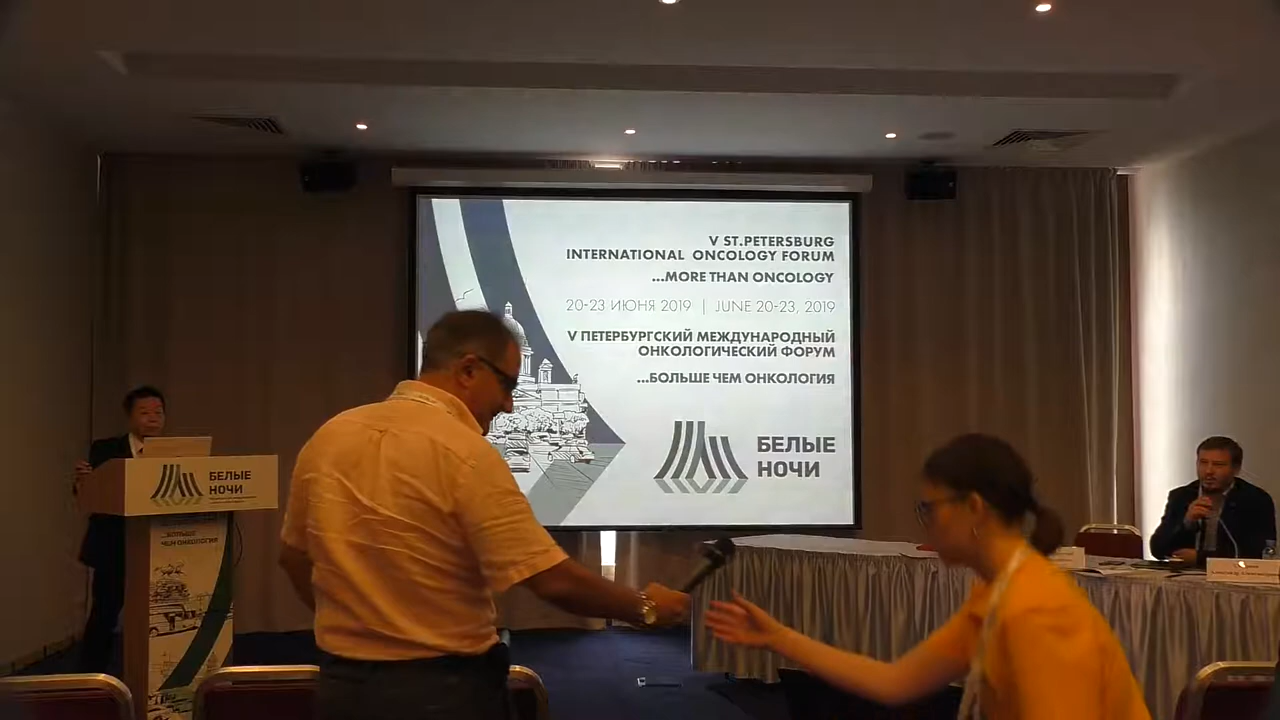 V ST.PETERSBURG
INTERNATIONAL ONCOLOGY FORUM
...MORE THAN ONCOLOGY
20-23 ИЮНЯ 2019 | JUNE 20-23, 2019
V ПЕТЕРБУРГСКИЙ МЕЖДУНАРОДНЫЙ
ОНКОЛОГИЧЕСКИЙ ФОРУМ
...БОЛЬШЕ ЧЕМ ОНКОЛОГИЯ
БЕЛЫЕ
НОЧИ
БЕЛЫЕ
НОЧИ
...БОЛЬШЕ
ЧЕМ ОНКОЛОГИЯ